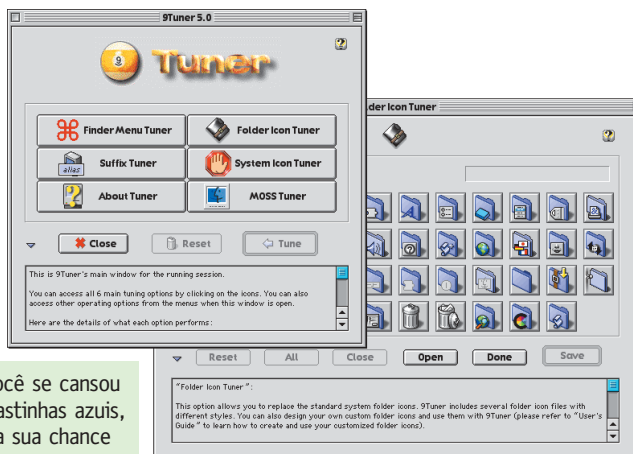 9Tuner 5.0
9
Tuner
Finder Menu Tuner
Folder Icon Tuner
alias
Suffix Tuner
System Icon Tuner
About Tuner
MOSS Tuner
Close
Reset
Tune
This is 9Tuner's main window for the running session.
You can access all 6 main tuning options by clicking on the icons. You can also
access other operating options from the menus when this window is open.
Here are the details of what each option performs:
der Icon Tuner
Reset
All
Close
Open
Done
Save
"Folder Icon Tuner":
This option allows you to replace the standard system folder icons. 9Tuner includes several folder icon files with
different styles. You can also design your own custom folder icons and use them with 9Tuner (please refer to "User's
Guide" to learn how to create and use your customized folder icons).
ocê se cansou
astinhas azuis,
a sua chance